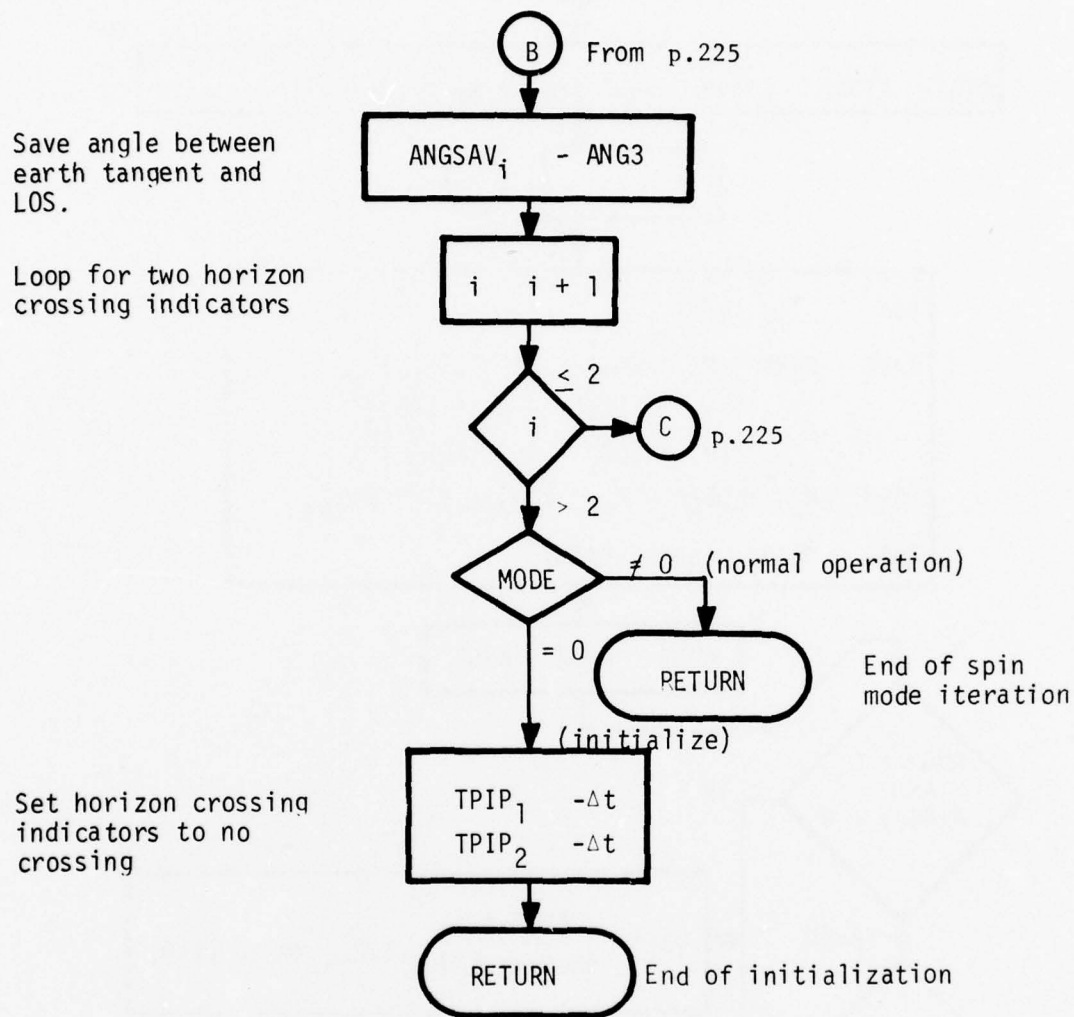 B From p.225
Save angle between
earth tangent and
LOS.
ANGSAV_i - ANG3
Loop for two horizon
crossing indicators
i i + 1
≤ 2
i
C p.225
> 2
MODE
≠ 0 (normal operation)
= 0
RETURN
End of spin
mode iteration
(initialize)
Set horizon crossing
indicators to no
crossing
TPIP_1 -Δt
TPIP_2 -Δt
RETURN
End of initialization